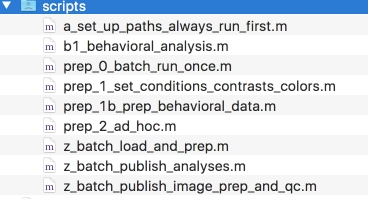 scripts
a_set_up_paths_always_run_first.m
b1_behavioral_analysis.m
prep_0_batch_run_once.m
prep_1_set_conditions_contrasts_colors.m
prep_1b_prep_behavioral_data.m
prep_2_ad_hoc.m
z_batch_load_and_prep.m
z_batch_publish_analyses.m
z_batch_publish_image_prep_and_qc.m